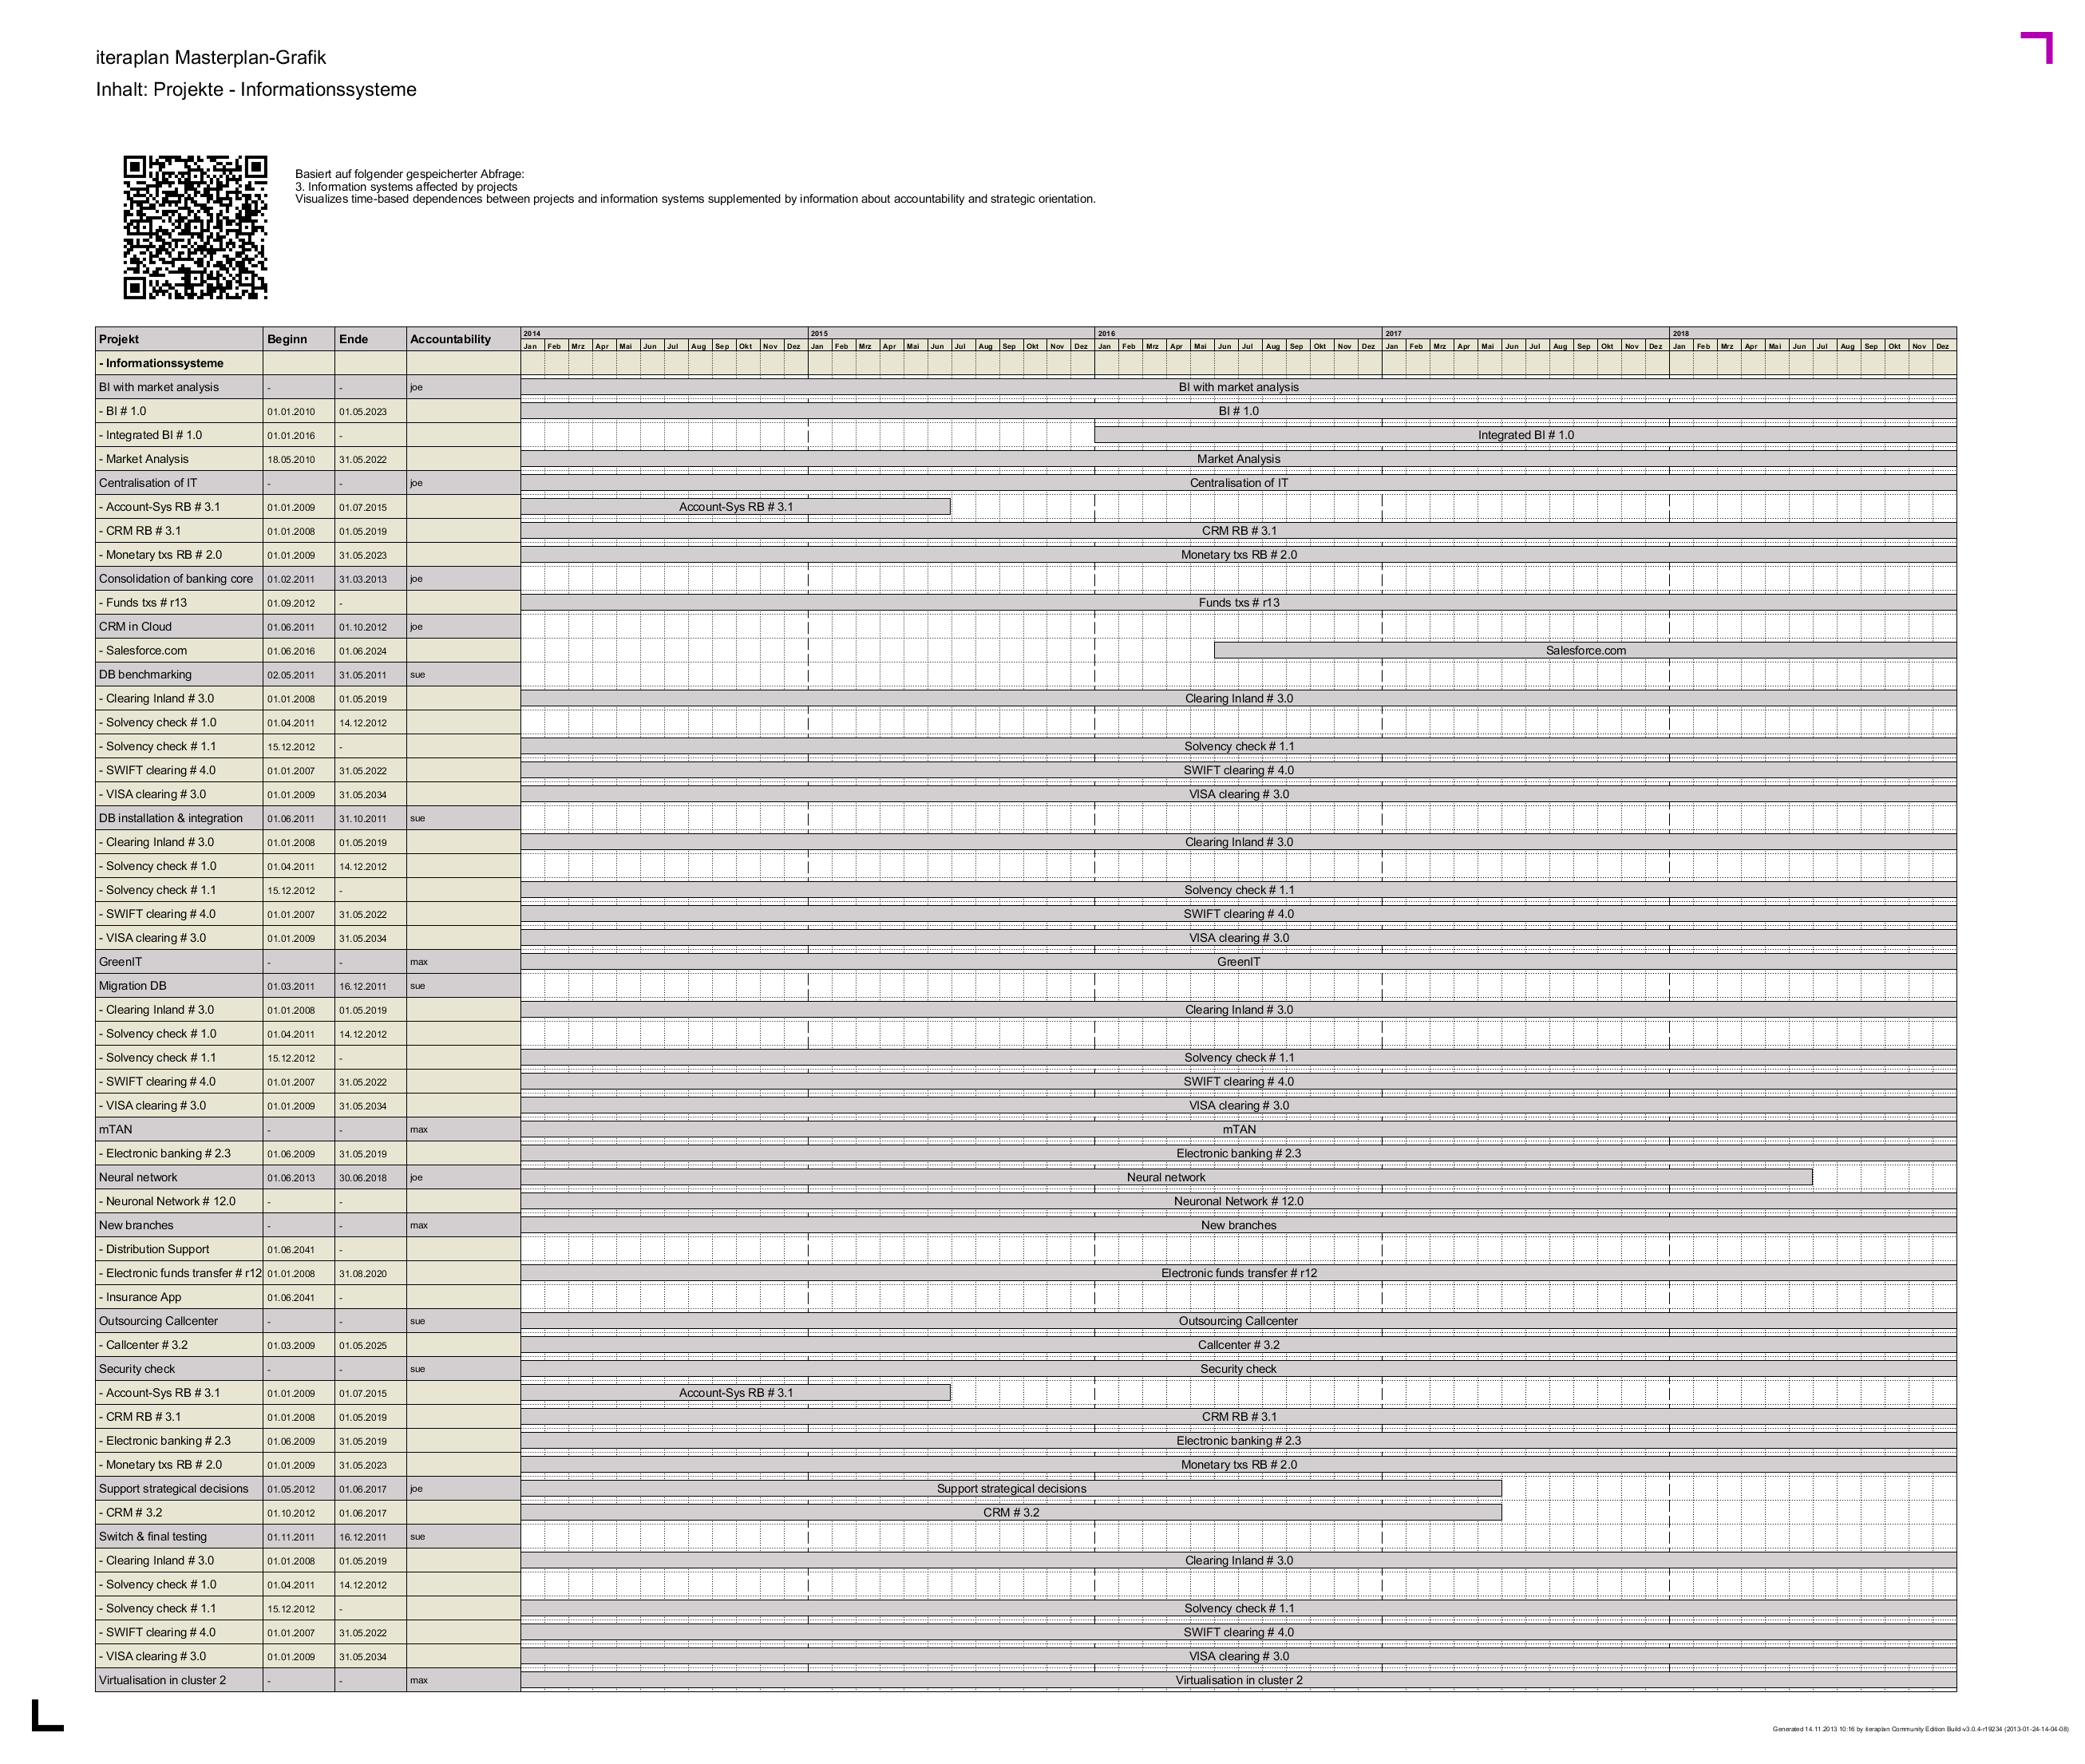 iteraplan Masterplan-Grafik
Inhalt: Projekte - Informationssysteme
Basiert auf folgender gespeicherter Abfrage:
3. Information systems affected by projects
Visualizes time-based dependences between projects and information systems supplemented by information about accountability and strategic orientation.
2014 2015 2016 2017 2018
Projekt Beginn Ende Accountability
Jan Feb Mrz Apr Mai Jun Jul Aug Sep Okt Nov Dez Jan Feb Mrz Apr Mai Jun Jul Aug Sep Okt Nov Dez Jan Feb Mrz Apr Mai Jun Jul Aug Sep Okt Nov Dez Jan Feb Mrz Apr Mai Jun Jul Aug Sep Okt Nov Dez Jan Feb Mrz Apr Mai Jun Jul Aug Sep Okt Nov Dez
- Informationssysteme
BI with market analysis - - joe BI with market analysis
- BI # 1.0 01.01.2010 01.05.2023 BI # 1.0
- Integrated BI # 1.0 01.01.2016 - Integrated BI # 1.0
- Market Analysis 18.05.2010 31.05.2022 Market Analysis
Centralisation of IT - - joe Centralisation of IT
- Account-Sys RB # 3.1 01.01.2009 01.07.2015 Account-Sys RB # 3.1
- CRM RB # 3.1 01.01.2008 01.05.2019 CRM RB # 3.1
- Monetary txs RB # 2.0 01.01.2009 31.05.2023 Monetary txs RB # 2.0
Consolidation of banking core 01.02.2011 31.03.2013 joe
- Funds txs # r13 01.09.2012 - Funds txs # r13
CRM in Cloud 01.06.2011 01.10.2012 joe
- Salesforce.com 01.06.2016 01.06.2024 Salesforce.com
DB benchmarking 02.05.2011 31.05.2011 sue
- Clearing Inland # 3.0 01.01.2008 01.05.2019 Clearing Inland # 3.0
- Solvency check # 1.0 01.04.2011 14.12.2012
- Solvency check # 1.1 15.12.2012 - Solvency check # 1.1
- SWIFT clearing # 4.0 01.01.2007 31.05.2022 SWIFT clearing # 4.0
- VISA clearing # 3.0 01.01.2009 31.05.2034 VISA clearing # 3.0
DB installation & integration 01.06.2011 31.10.2011 sue
- Clearing Inland # 3.0 01.01.2008 01.05.2019 Clearing Inland # 3.0
- Solvency check # 1.0 01.04.2011 14.12.2012
- Solvency check # 1.1 15.12.2012 - Solvency check # 1.1
- SWIFT clearing # 4.0 01.01.2007 31.05.2022 SWIFT clearing # 4.0
- VISA clearing # 3.0 01.01.2009 31.05.2034 VISA clearing # 3.0
GreenIT - - max GreenIT
Migration DB 01.03.2011 16.12.2011 sue
- Clearing Inland # 3.0 01.01.2008 01.05.2019 Clearing Inland # 3.0
- Solvency check # 1.0 01.04.2011 14.12.2012
- Solvency check # 1.1 15.12.2012 - Solvency check # 1.1
- SWIFT clearing # 4.0 01.01.2007 31.05.2022 SWIFT clearing # 4.0
- VISA clearing # 3.0 01.01.2009 31.05.2034 VISA clearing # 3.0
mTAN - - max mTAN
- Electronic banking # 2.3 01.06.2009 31.05.2019 Electronic banking # 2.3
Neural network 01.06.2013 30.06.2018 joe Neural network
- Neuronal Network # 12.0 - - Neuronal Network # 12.0
New branches - - max New branches
- Distribution Support 01.06.2041 -
- Electronic funds transfer # r12 01.01.2008 31.08.2020 Electronic funds transfer # r12
- Insurance App 01.06.2041 -
Outsourcing Callcenter - - sue Outsourcing Callcenter
- Callcenter # 3.2 01.03.2009 01.05.2025 Callcenter # 3.2
Security check - - sue Security check
- Account-Sys RB # 3.1 01.01.2009 01.07.2015 Account-Sys RB # 3.1
- CRM RB # 3.1 01.01.2008 01.05.2019 CRM RB # 3.1
- Electronic banking # 2.3 01.06.2009 31.05.2019 Electronic banking # 2.3
- Monetary txs RB # 2.0 01.01.2009 31.05.2023 Monetary txs RB # 2.0
Support strategical decisions 01.05.2012 01.06.2017 joe Support strategical decisions
- CRM # 3.2 01.10.2012 01.06.2017 CRM # 3.2
Switch & final testing 01.11.2011 16.12.2011 sue
- Clearing Inland # 3.0 01.01.2008 01.05.2019 Clearing Inland # 3.0
- Solvency check # 1.0 01.04.2011 14.12.2012
- Solvency check # 1.1 15.12.2012 - Solvency check # 1.1
- SWIFT clearing # 4.0 01.01.2007 31.05.2022 SWIFT clearing # 4.0
- VISA clearing # 3.0 01.01.2009 31.05.2034 VISA clearing # 3.0
Virtualisation in cluster 2 - - max Virtualisation in cluster 2
Generated 14.11.2013 10:16 by iteraplan Community Edition Build-v3.0.4-r19234 (2013-01-24-14-04-08)